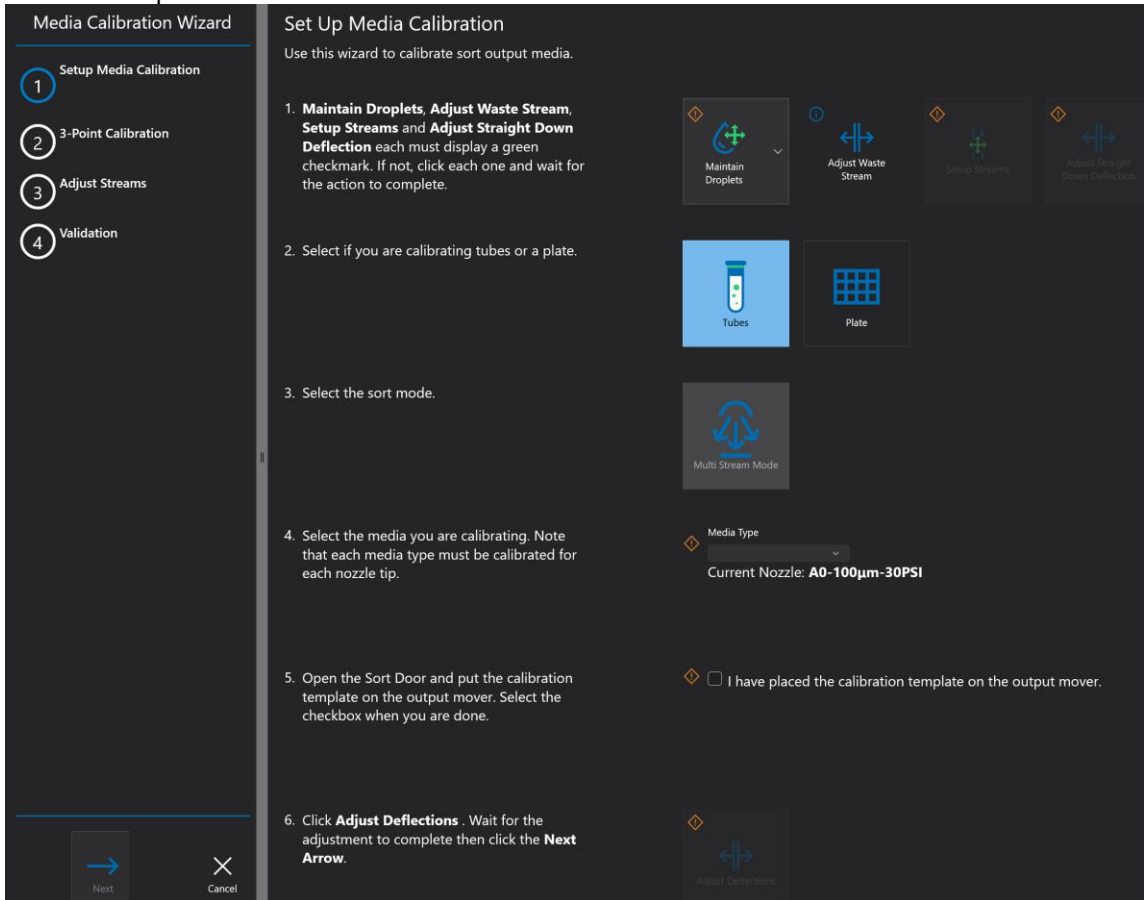 Media Calibration Wizard
1
Setup Media Calibration
2
3-Point Calibration
3
Adjust Streams
4
Validation
Next
Cancel
Set Up Media Calibration
Use this wizard to calibrate sort output media.
1. Maintain Droplets, Adjust Waste Stream,
Setup Streams and Adjust Straight Down
Deflection each must display a green
checkmark. If not, click each one and wait for
the action to complete.
Maintain
Droplets
Adjust Waste
Stream
Setup Streams
Adjust Straight
Down Deflection
2. Select if you are calibrating tubes or a plate.
Tubes
Plate
3. Select the sort mode.
Multi Stream Mode
4. Select the media you are calibrating. Note
that each media type must be calibrated for
each nozzle tip.
Media Type
Current Nozzle: A0-100µm-30PSI
5. Open the Sort Door and put the calibration
template on the output mover. Select the
checkbox when you are done.
I have placed the calibration template on the output mover.
6. Click Adjust Deflections . Wait for the
adjustment to complete then click the Next
Arrow.
Adjust Deflections